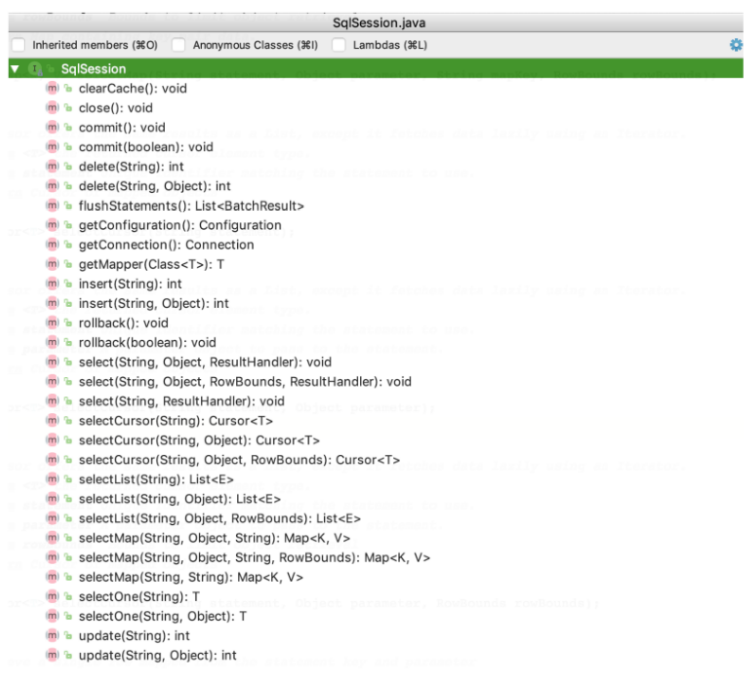 SqlSession.java
Inherited members (⌘O) Anonymous Classes (⌘I) Lambdas (⌘L)
SqlSession
clearCache(): void
close(): void
commit(): void
commit(boolean): void
delete(String): int
delete(String, Object): int
flushStatements(): List<BatchResult>
getConfiguration(): Configuration
getConnection(): Connection
getMapper(Class<T>): T
insert(String): int
insert(String, Object): int
rollback(): void
rollback(boolean): void
select(String, Object, ResultHandler): void
select(String, Object, RowBounds, ResultHandler): void
select(String, ResultHandler): void
selectCursor(String): Cursor<T>
selectCursor(String, Object): Cursor<T>
selectCursor(String, Object, RowBounds): Cursor<T>
selectList(String): List<E>
selectList(String, Object): List<E>
selectList(String, Object, RowBounds): List<E>
selectMap(String, Object, String): Map<K, V>
selectMap(String, Object, String, RowBounds): Map<K, V>
selectMap(String, String): Map<K, V>
selectOne(String): T
selectOne(String, Object): T
update(String): int
update(String, Object): int